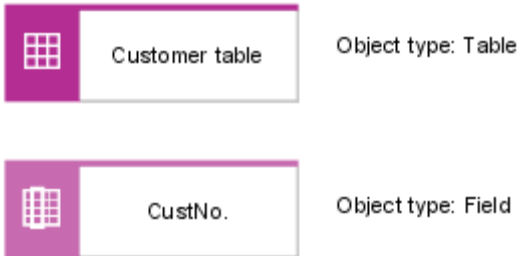 Customer table
Object type: Table
CustNo.
Object type: Field